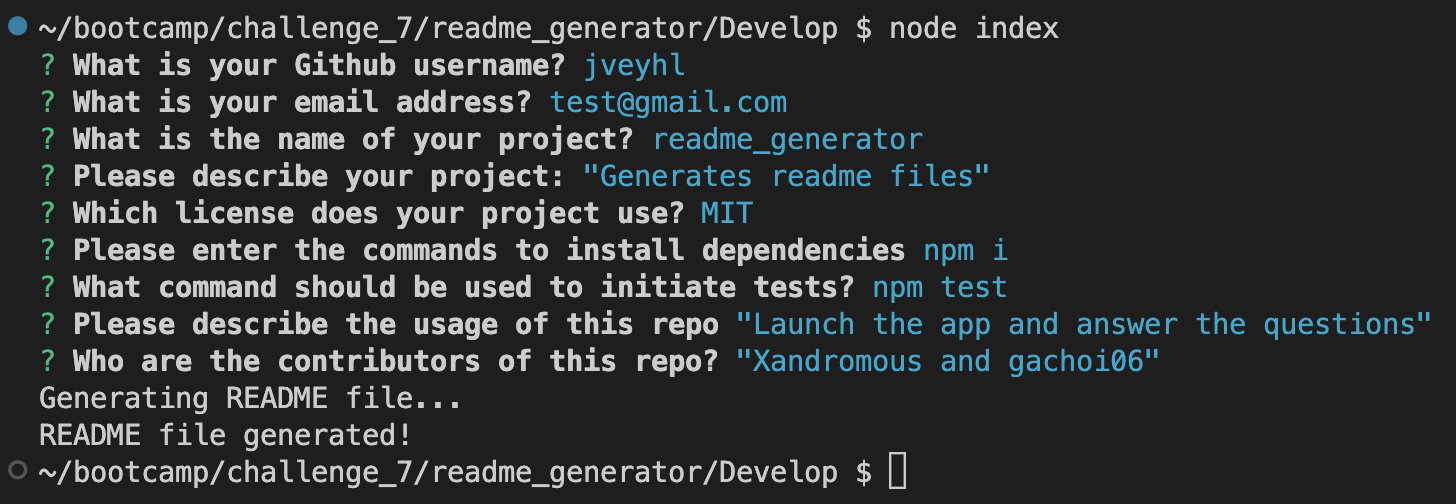 ~/bootcamp/challenge_7/readme_generator/Develop $ node index
? What is your Github username? jveyhl
? What is your email address? test@gmail.com
? What is the name of your project? readme_generator
? Please describe your project: "Generates readme files"
? Which license does your project use? MIT
? Please enter the commands to install dependencies npm i
? What command should be used to initiate tests? npm test
? Please describe the usage of this repo "Launch the app and answer the questions"
? Who are the contributors of this repo? "Xandromous and gachoi06"
Generating README file...
README file generated!
~/bootcamp/challenge_7/readme_generator/Develop $